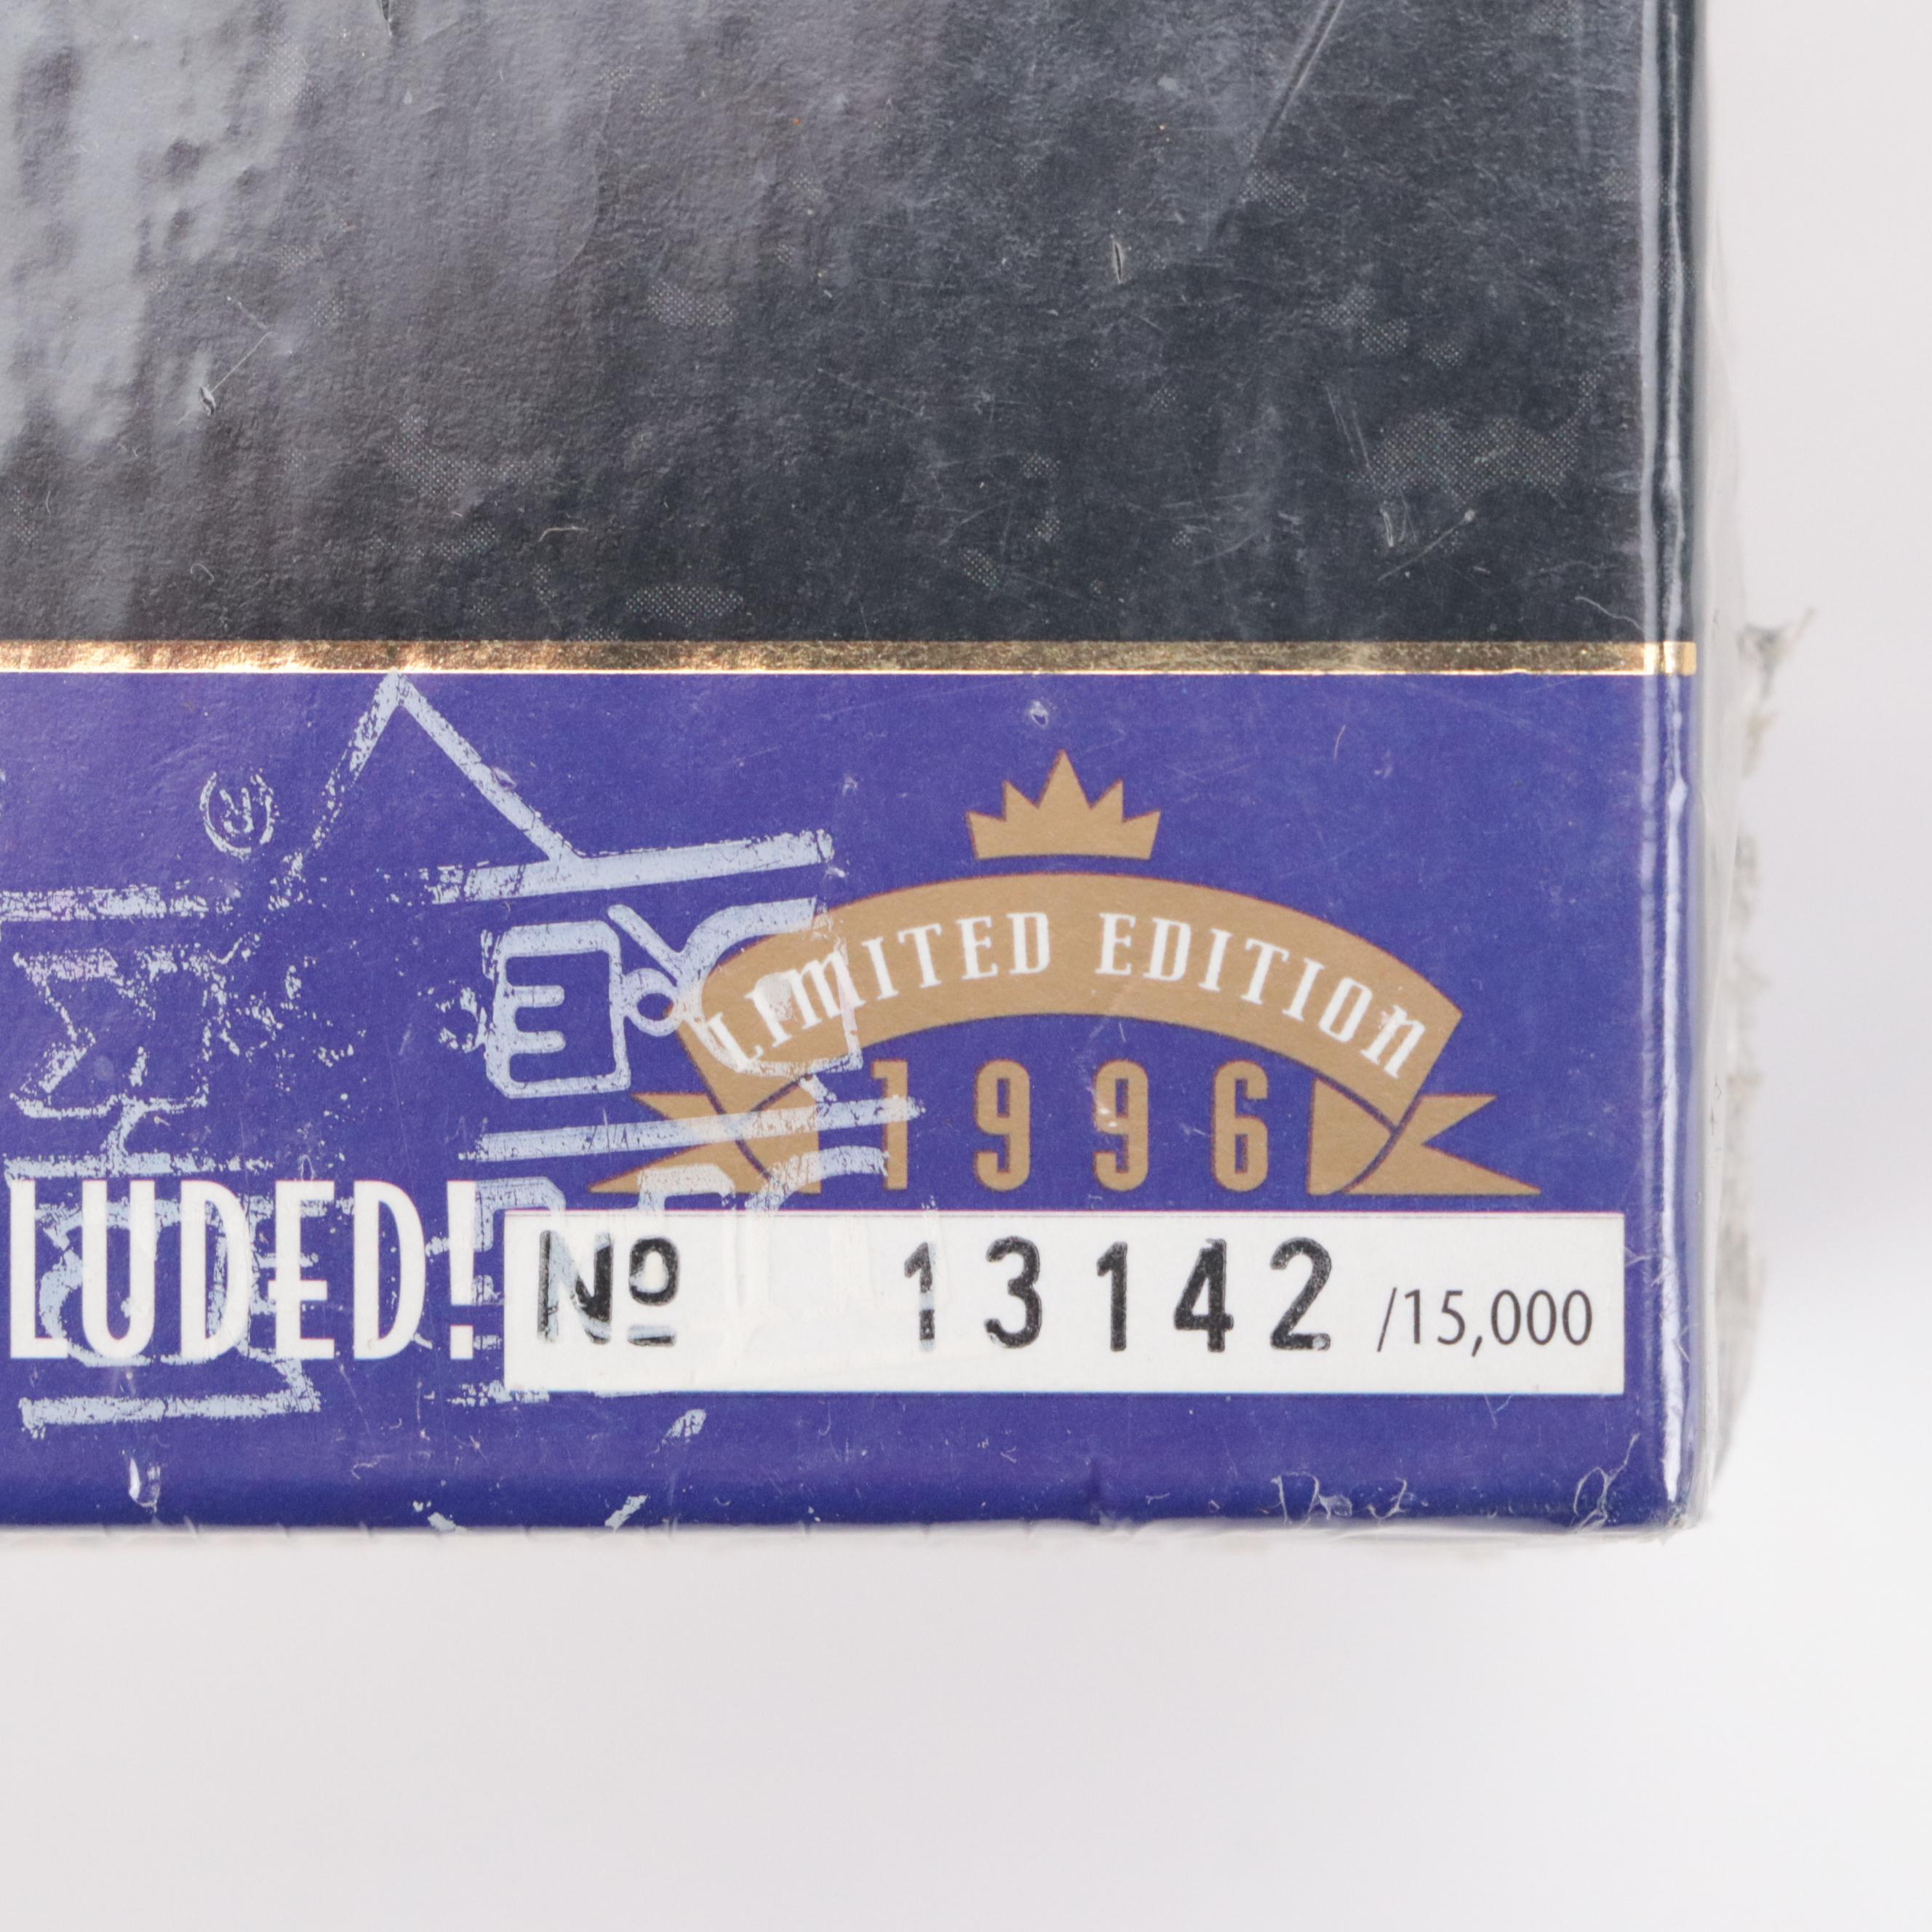 LIMITED EDITION
1996
LUDED!
No 13142 /15,000